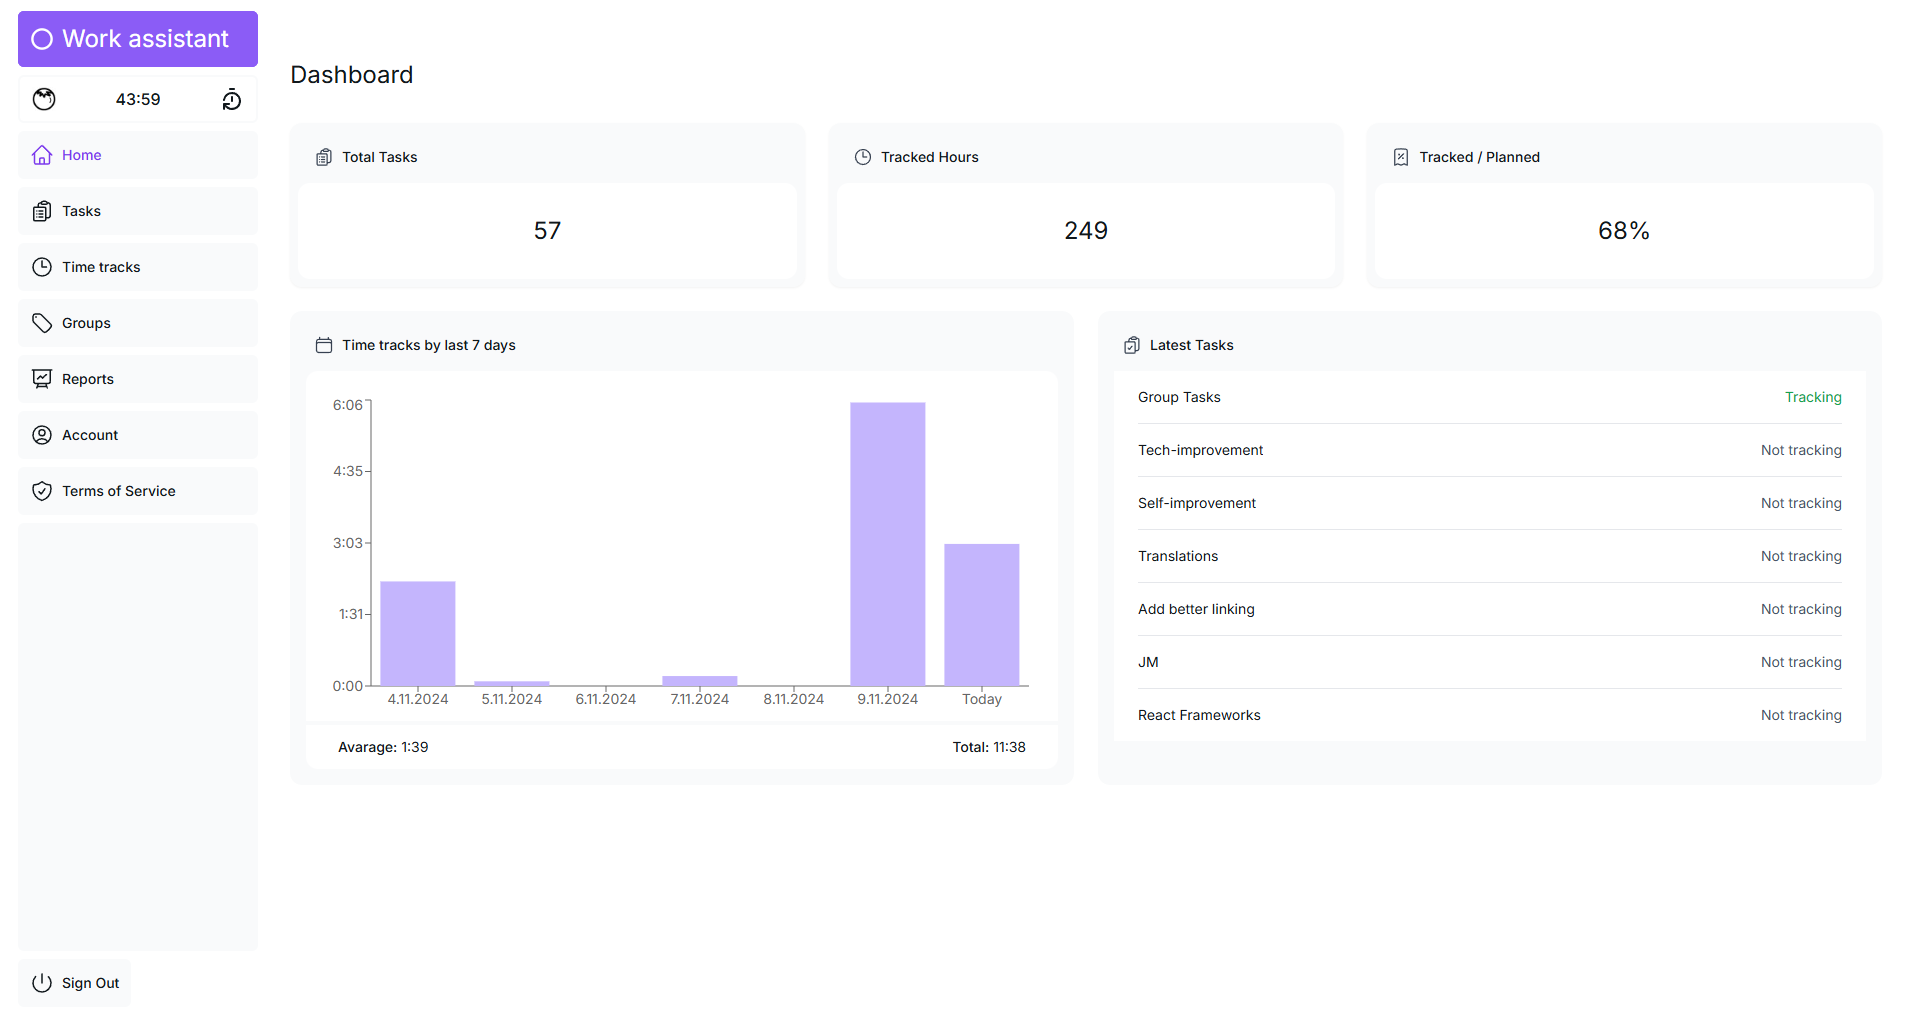 Work assistant
43:59
Home
Tasks
Time tracks
Groups
Reports
Account
Terms of Service
Sign Out
Dashboard
Total Tasks
57
Tracked Hours
249
Tracked / Planned
68%
Time tracks by last 7 days
6:06
4:35
3:03
1:31
0:00
4.11.2024 5.11.2024 6.11.2024 7.11.2024 8.11.2024 9.11.2024 Today
Avarage: 1:39 Total: 11:38
Latest Tasks
Group Tasks Tracking
Tech-improvement Not tracking
Self-improvement Not tracking
Translations Not tracking
Add better linking Not tracking
JM Not tracking
React Frameworks Not tracking